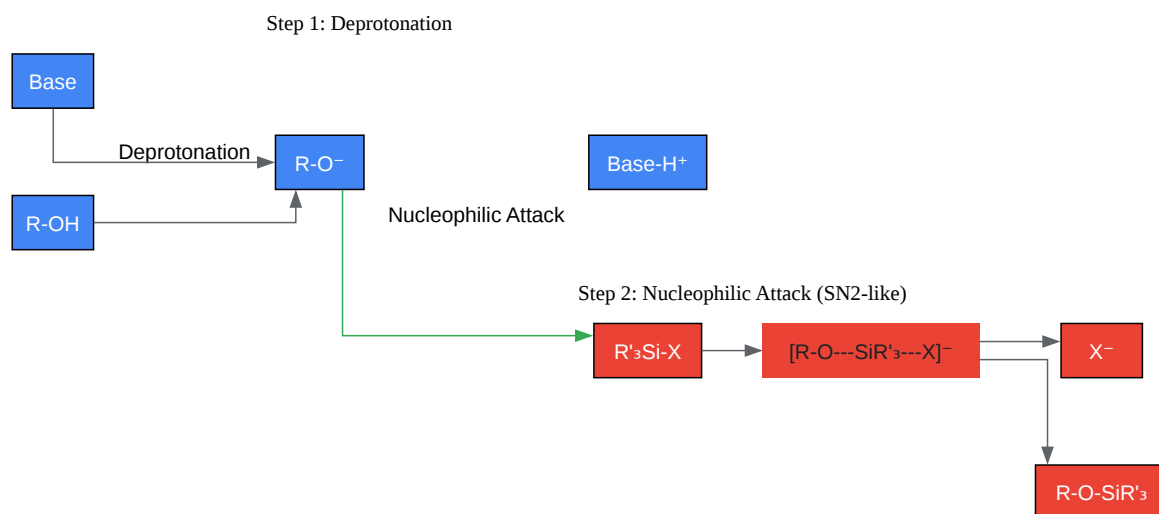 Step 1: Deprotonation
Base
Deprotonation
R-O⁻
Base-H⁺
R-OH
Nucleophilic Attack
Step 2: Nucleophilic Attack (SN2-like)
R'₃Si-X
[R-O---SiR'₃---X]⁻
X⁻
R-O-SiR'₃